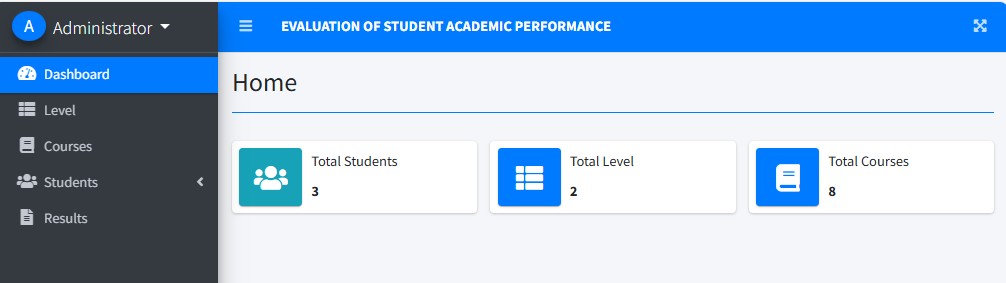 A Administrator
EVALUATION OF STUDENT ACADEMIC PERFORMANCE
Dashboard
Level
Courses
Students
Results
Home
Total Students
3
Total Level
2
Total Courses
8